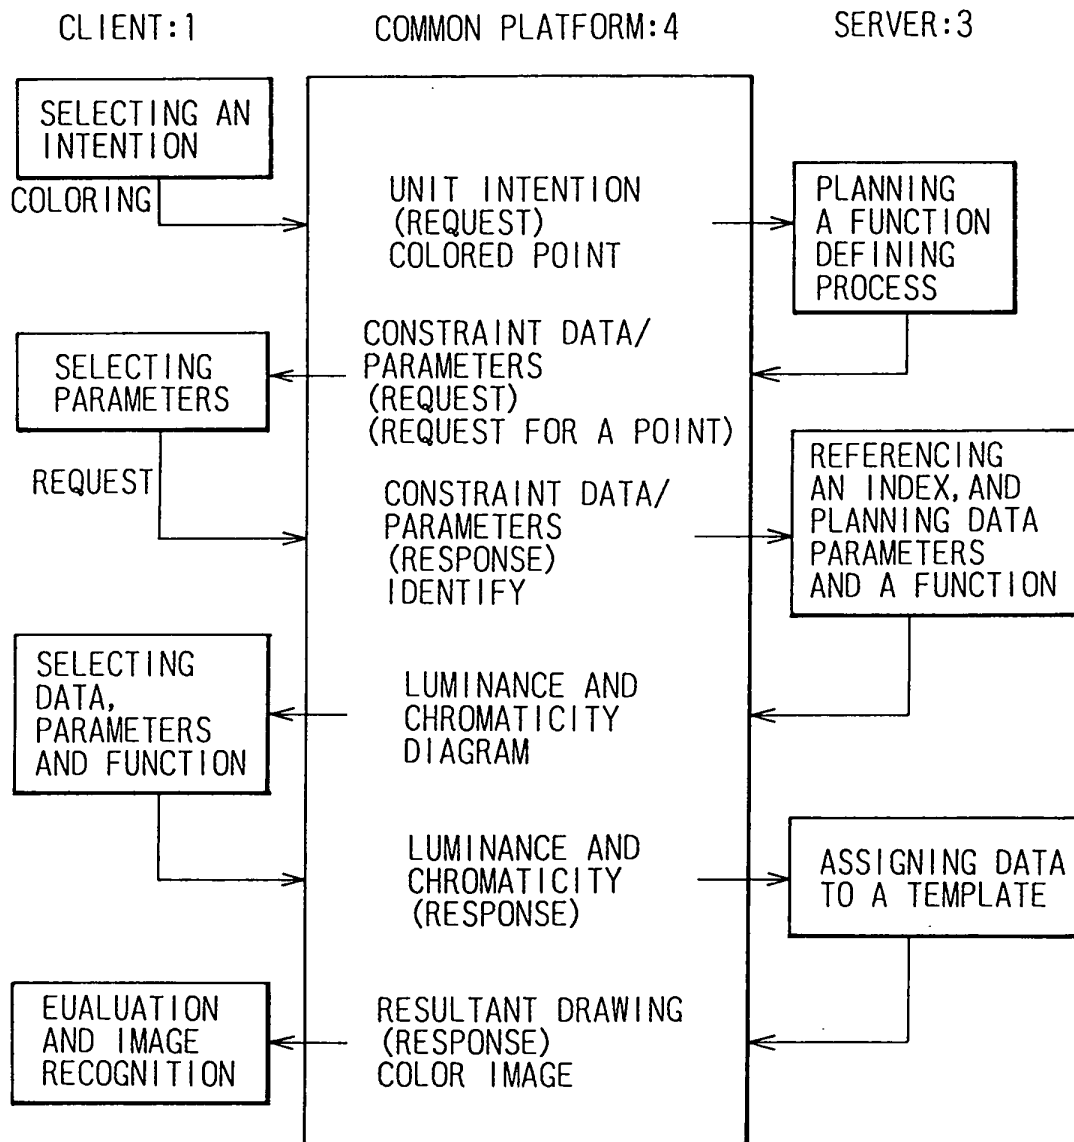 CLIENT:1
COMMON PLATFORM:4
SERVER:3
SELECTING AN
INTENTION
COLORING
UNIT INTENTION
(REQUEST)
COLORED POINT
PLANNING
A FUNCTION
DEFINING
PROCESS
CONSTRAINT DATA/
PARAMETERS
(REQUEST)
(REQUEST FOR A POINT)
SELECTING
PARAMETERS
REQUEST
CONSTRAINT DATA/
PARAMETERS
(RESPONSE)
IDENTIFY
REFERENCING
AN INDEX, AND
PLANNING DATA
PARAMETERS
AND A FUNCTION
SELECTING
DATA,
PARAMETERS
AND FUNCTION
LUMINANCE AND
CHROMATICITY
DIAGRAM
LUMINANCE AND
CHROMATICITY
(RESPONSE)
ASSIGNING DATA
TO A TEMPLATE
EUALUATION
AND IMAGE
RECOGNITION
RESULTANT DRAWING
(RESPONSE)
COLOR IMAGE